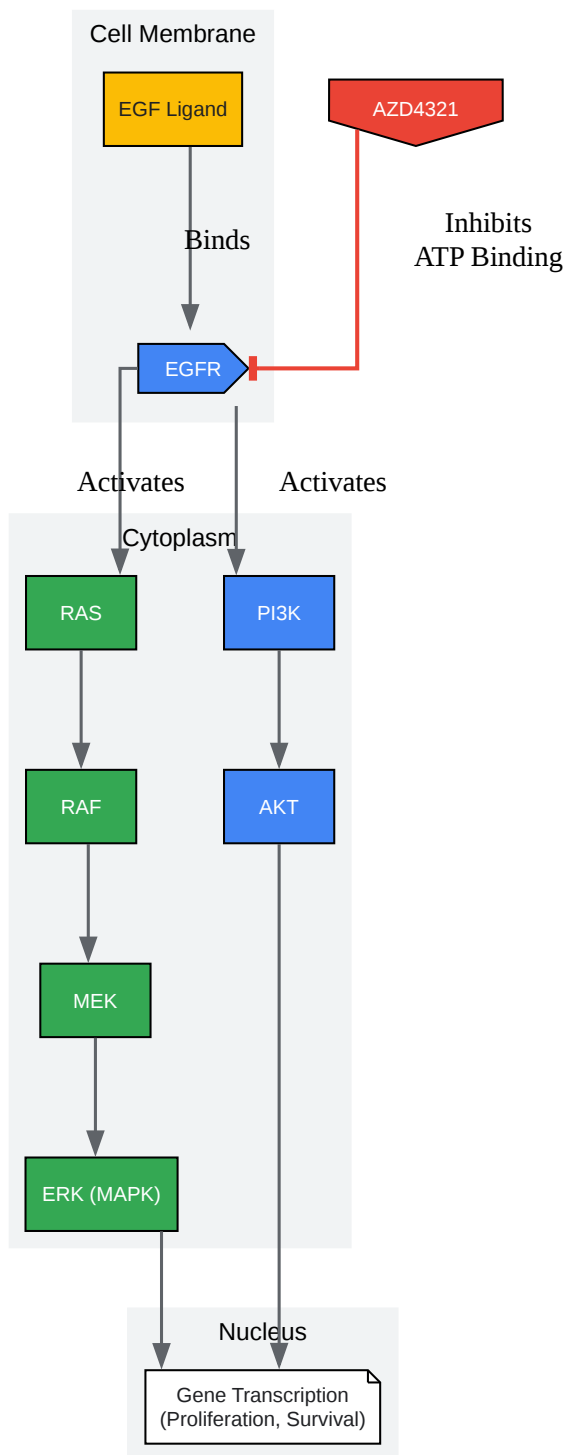 Cell Membrane
EGF Ligand
AZD4321
Binds
Inhibits
ATP Binding
EGFR
Activates
Activates
Cytoplasm
RAS
PI3K
RAF
AKT
MEK
ERK (MAPK)
Nucleus
Gene Transcription
(Proliferation, Survival)